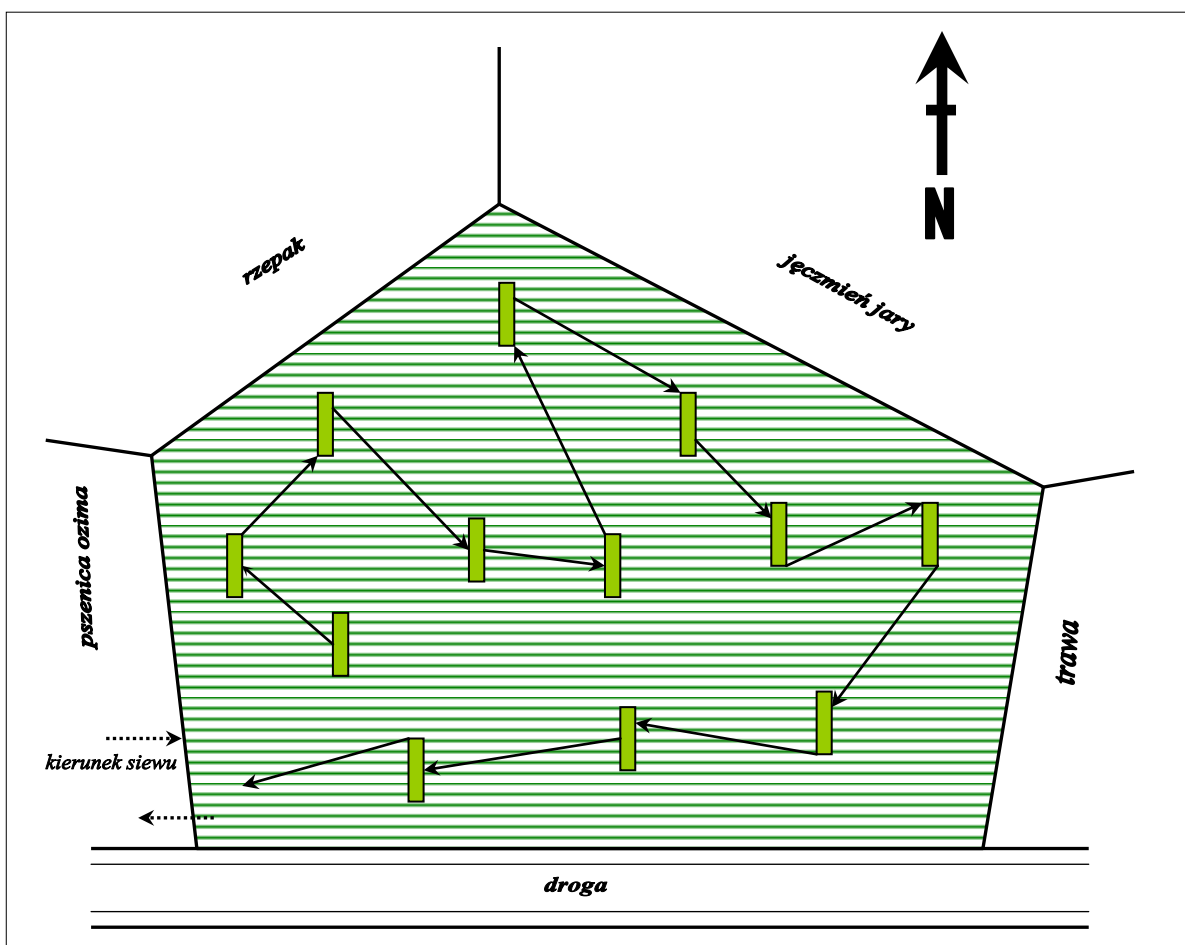 N
rzepak
jęczmień jary
pszenica ozima
trawa
kierunek siewu
droga